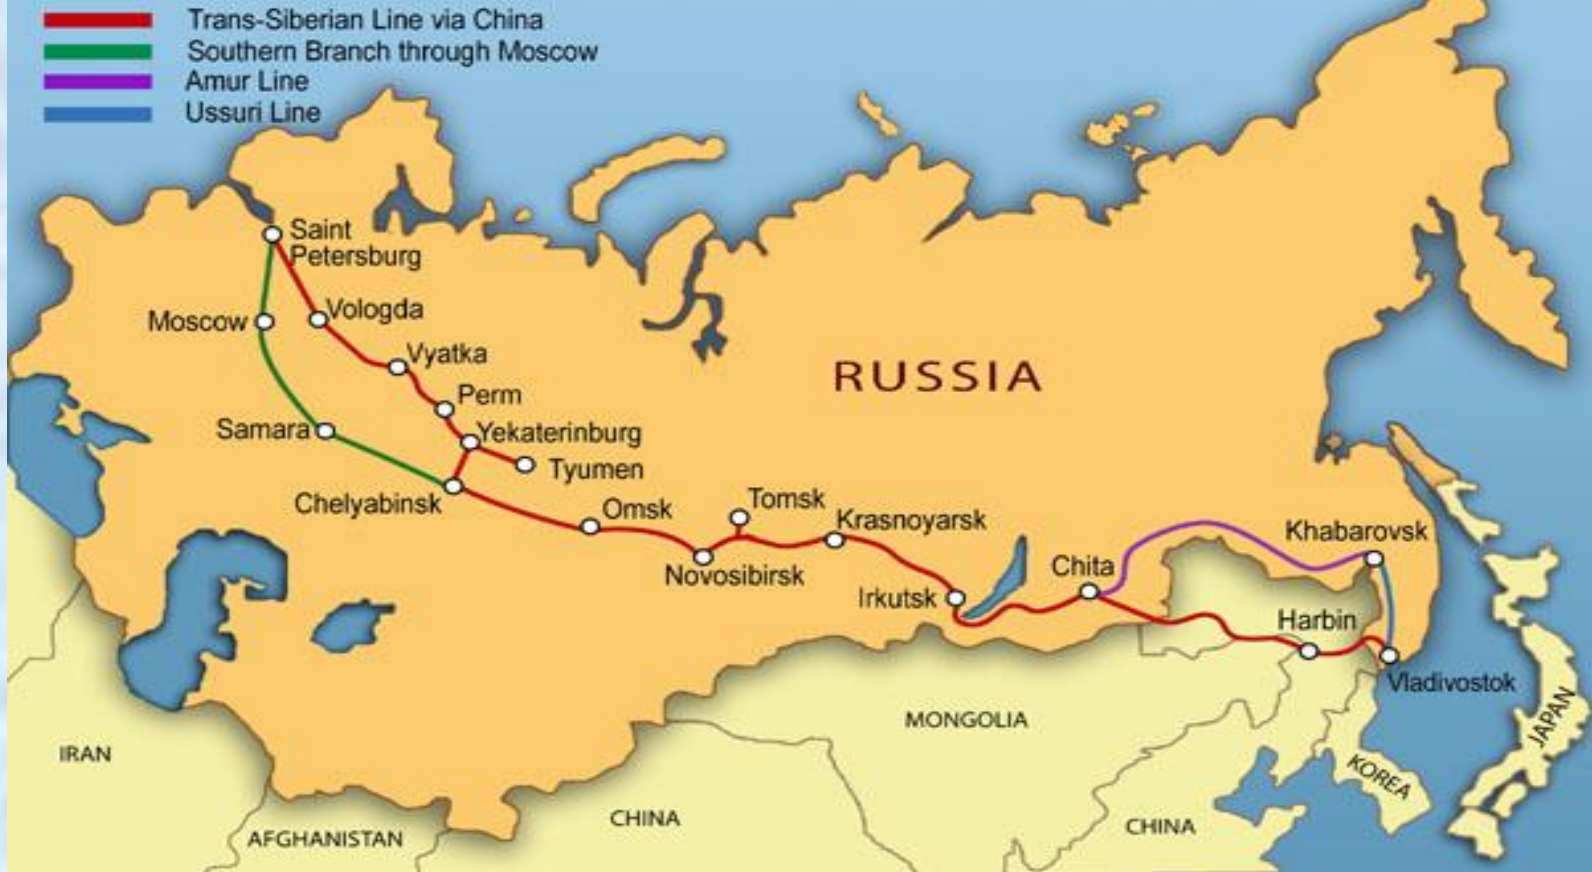 Trans-Siberian Line via China
Southern Branch through Moscow
Amur Line
Ussuri Line
Saint
Petersburg
Vologda
Moscow
Vyatka
Perm
RUSSIA
Samara
Yekaterinburg
Tyumen
Chelyabinsk
Omsk
Tomsk
Krasnoyarsk
Novosibirsk
Khabarovsk
Chita
Irkutsk
Harbin
Vladivostok
MONGOLIA
JAPAN
IRAN
KOREA
CHINA
CHINA
AFGHANISTAN